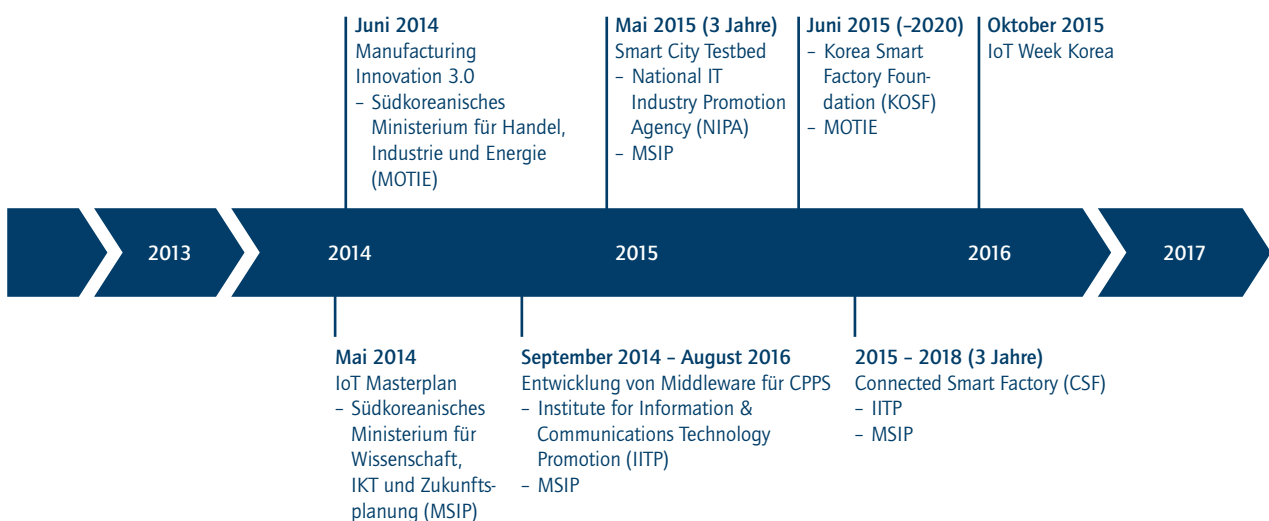 Juni 2014
Manufacturing
Innovation 3.0
– Südkoreanisches
Ministerium für Handel,
Industrie und Energie
(MOTIE)
Mai 2015 (3 Jahre)
Smart City Testbed
– National IT
Industry Promotion
Agency (NIPA)
– MSIP
Juni 2015 (–2020)
– Korea Smart
Factory Foun-
dation (KOSF)
– MOTIE
Oktober 2015
IoT Week Korea
2013
2014
2015
2016
2017
Mai 2014
IoT Masterplan
– Südkoreanisches
Ministerium für
Wissenschaft,
IKT und Zukunfts-
planung (MSIP)
September 2014 – August 2016
Entwicklung von Middleware für CPPS
– Institute for Information &
Communications Technology
Promotion (IITP)
– MSIP
2015 – 2018 (3 Jahre)
Connected Smart Factory (CSF)
– IITP
– MSIP